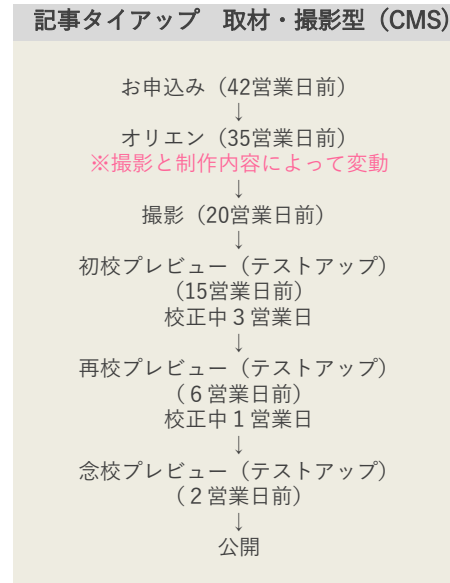 記事タイアップ　取材・撮影型（CMS)
お申込み（42営業日前）
↓
オリエン（35営業日前）
※撮影と制作内容によって変動
↓
撮影（20営業日前）
↓
初校プレビュー（テストアップ）
（15営業日前）
校正中３営業日
↓
再校プレビュー（テストアップ）
（６営業日前）
校正中１営業日
↓
念校プレビュー（テストアップ）
（２営業日前）
↓
公開